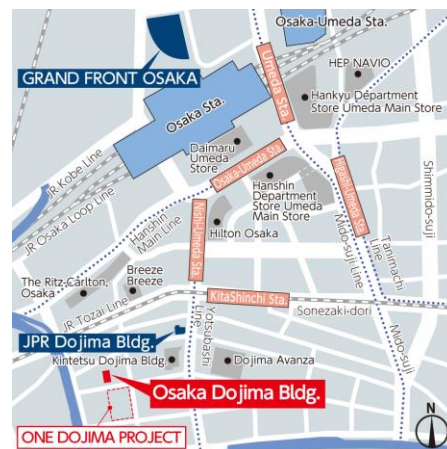 Osaka-Umeda Sta.
GRAND FRONT OSAKA
Umeda Sta.
HEP NAVIO
Osaka Sta.
Hankyu Department
Store Umeda Main Store
Daimaru
Umeda
Store
JR Kobe Line
Osaka-Umeda Sta.
Shimmido-suji
JR Osaka Loop Line
Hanshin
Department
Store Umeda
Main Store
Higashi-Umeda Sta.
Hanshin
Main Line
Nishi-Umeda Sta.
Hilton Osaka
Mido-suji Line
Tanimachi
Line
The Ritz-Carlton,
Osaka
Breeze
Breeze
KitaShinchi Sta.
JR Tozai Line
Sonezaki-dori
Yotsubashi
Line
Mido-suji
JPR Dojima Bldg.
Kintetsu Dojima Bldg.
Dojima Avanza
Osaka Dojima Bldg.
ONE DOJIMA PROJECT
N